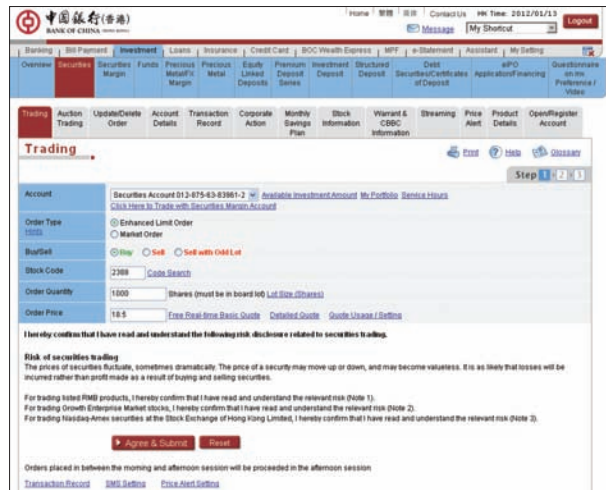 中國銀行(香港)
BANK OF CHINA
Home 繁體 Contact Us HK Time: 2012/01/13
Message My Shortcut Logout
Banking Bill Payment Investment Loans Insurance Credit Card BOC Wealth Express MPF e-Statement Assistant My Setting
Overview Securities Securities Margin Funds Precious Metal/FX Margin Precious Metal Equity Linked Deposits Premium Deposit Series Investment Deposit Structured Deposit Debt Securities/Certificates of Deposit eIPO Application/Financing Questionnaire on Inv. Preference / Video
Trading Auction Trading Update/Delete Order Account Details Transaction Record Corporate Action Monthly Savings Plan Stock Information Warrant & CBBC Information Streaming Price Alert Product Details Open/Register Account
Trading
Print Help Glossary
Step 1 2 3
Account Securities Account 012-875-63-83961-2 Available Investment Amount My Portfolio Service Hours
Click Here to Trade with Securities Margin Account
Order Type Enhanced Limit Order
Hints Market Order
Buy/Sell Buy Sell Sell with Odd Lot
Stock Code 2388 Code Search
Order Quantity 1000 Shares (must be in board lot) Lot Size (Shares)
Order Price 18.5 Free Real-time Basic Quote Detailed Quote Quote Usage / Setting
I hereby confirm that I have read and understand the following risk disclosure related to securities trading.
Risk of securities trading
The prices of securities fluctuate, sometimes dramatically. The price of a security may move up or down, and may become valueless. It is as likely that losses will be
incurred rather than profit made as a result of buying and selling securities.
For trading listed RMB products, I hereby confirm that I have read and understand the relevant risk (Note 1).
For trading Growth Enterprise Market stocks, I hereby confirm that I have read and understand the relevant risk (Note 2).
For trading Nasdaq-Amex securities at the Stock Exchange of Hong Kong Limited, I hereby confirm that I have read and understand the relevant risk (Note 3).
Agree & Submit Reset
Orders placed in between the morning and afternoon session will be proceeded in the afternoon session
Transaction Record SMS Setting Price Alert Setting